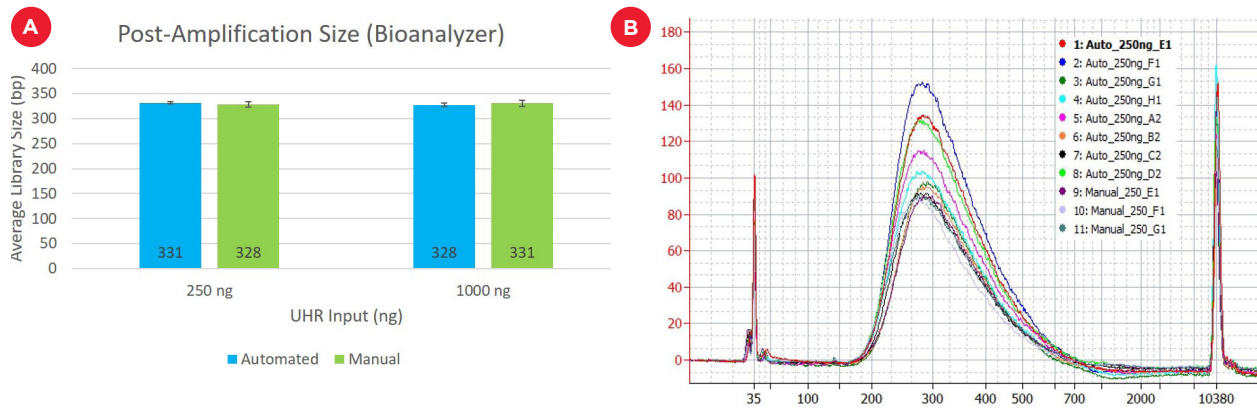 A
Post-Amplification Size (Bioanalyzer)
Average Library Size (bp)
400
350
300
250
200
150
100
50
0
331
328
328
331
250 ng
1000 ng
UHR Input (ng)
Automated
Manual
B
180
160
140
120
100
80
60
40
20
0
1: Auto_250ng_E1
2: Auto_250ng_F1
3: Auto_250ng_G1
4: Auto_250ng_H1
5: Auto_250ng_A2
6: Auto_250ng_B2
7: Auto_250ng_C2
8: Auto_250ng_D2
9: Manual_250_E1
10: Manual_250_F1
11: Manual_250_G1
35
100
200
300
400
500
700
2000
10380